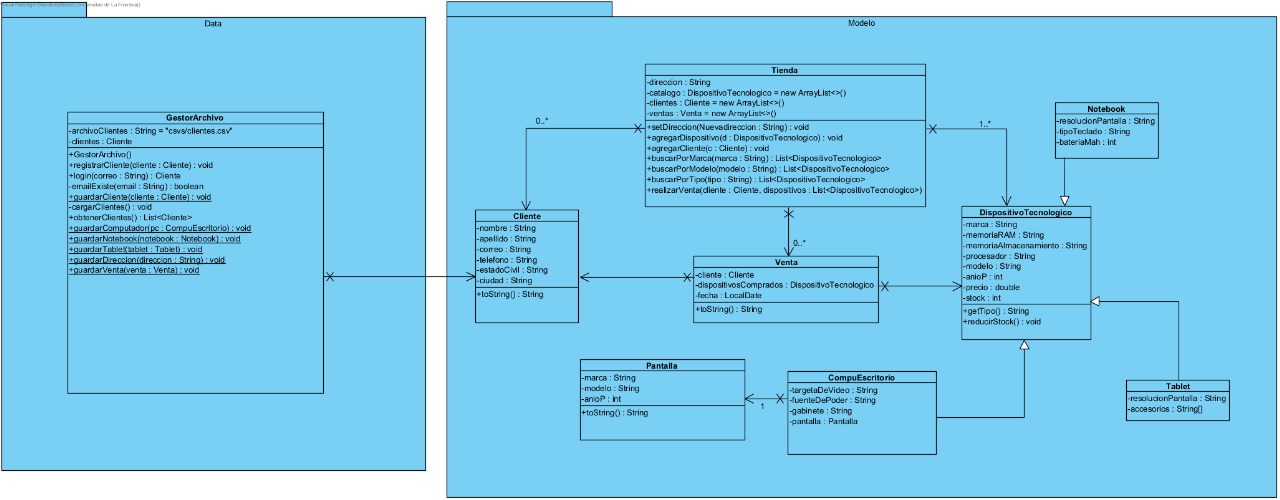 Data
GestorArchivo
-archivoClientes : String = "csvs/clientes.csv"
-clientes : Cliente
+GestorArchivo()
+registrarCliente(cliente : Cliente) : void
+login(correo : String) : Cliente
-emailExiste(email : String) : boolean
+guardarCliente(cliente : Cliente) : void
-cargarClientes() : void
+obtenerClientes() : List<Cliente>
+guardarComputador(pc : CompuEscritorio) : void
+guardarNotebook(notebook : Notebook) : void
+guardarTablet(tablet : Tablet) : void
+guardarDireccion(direccion : String) : void
+guardarVenta(venta : Venta) : void
Modelo
Tienda
-direccion : String
-catalogo : DispositivoTecnologico = new ArrayList<>()
-clientes : Cliente = new ArrayList<>()
-ventas : Venta = new ArrayList<>()
+setDireccion(Nuevadireccion : String) : void
+agregarDispositivo(d : DispositivoTecnologico) : void
+agregarCliente(c : Cliente) : void
+buscarPorMarca(marca : String) : List<DispositivoTecnologico>
+buscarPorModelo(modelo : String) : List<DispositivoTecnologico>
+buscarPorTipo(tipo : String) : List<DispositivoTecnologico>
+realizarVenta(cliente : Cliente, dispositivos : List<DispositivoTecnologico>)
0..*
1..*
0..*
Notebook
-resolucionPantalla : String
-tipoTeclado : String
-bateriaMah : int
Cliente
-nombre : String
-apellido : String
-correo : String
-telefono : String
-estadoCivil : String
-ciudad : String
+toString() : String
Venta
-cliente : Cliente
-dispositivosComprados : DispositivoTecnologico
-fecha : LocalDate
+toString() : String
DispositivoTecnologico
-marca : String
-memoriaRAM : String
-memoriaAlmacenamiento : String
-procesador : String
-modelo : String
-anioP : int
-precio : double
-stock : int
+getTipo() : String
+reducirStock() : void
Pantalla
-marca : String
-modelo : String
-anioP : int
+toString() : String
1
CompuEscritorio
-targetaDeVideo : String
-fuenteDePoder : String
-gabinete : String
-pantalla : Pantalla
Tablet
-resolucionPantalla : String
-accesorios : String[]